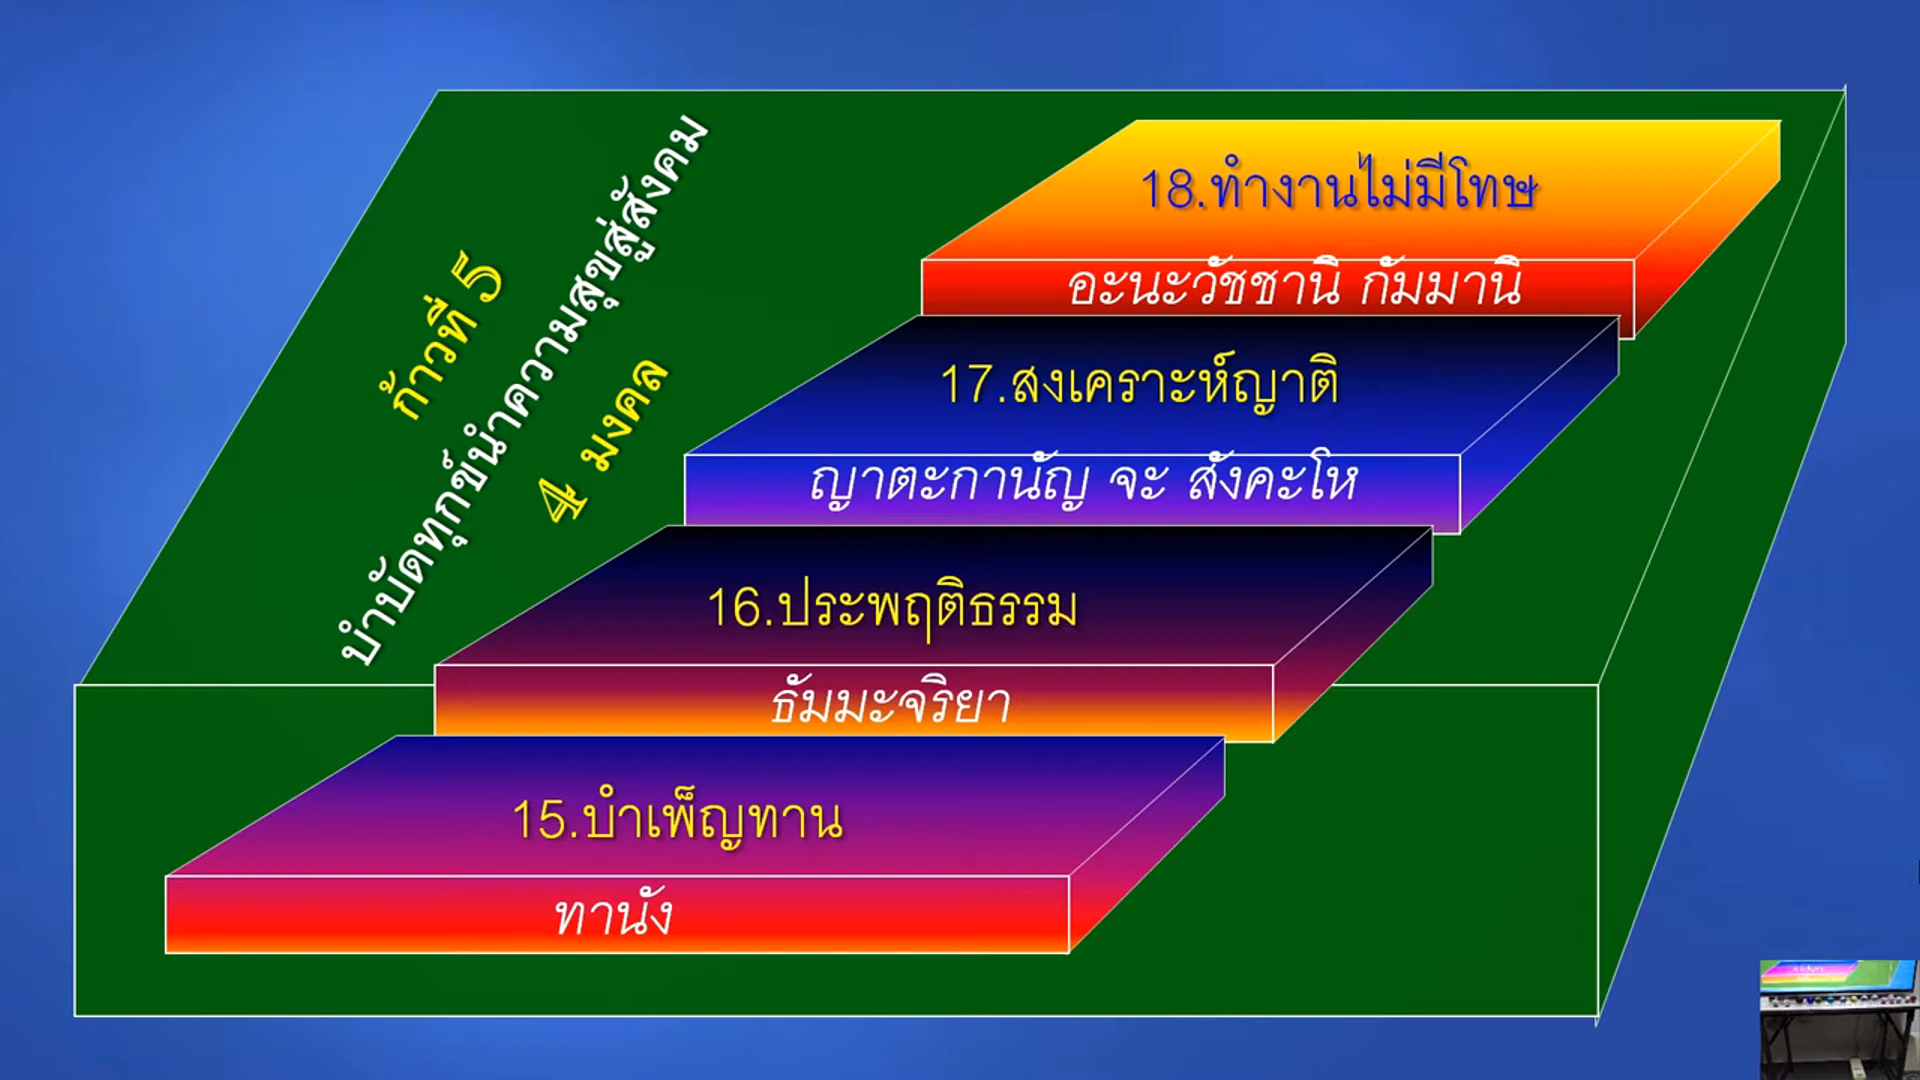 ก้าวที่ 5
บำบัดทุกข์นำความสุขสู่สังคม
4 มงคล
18.ทำงานไม่มีโทษ
อะนะวัชชานิ กัมมานิ
17.สงเคราะห์ญาติ
ญาตะกานัญ จะ สังคะโห
16.ประพฤติธรรม
ธัมมะจริยา
15.บำเพ็ญทาน
ทานัง